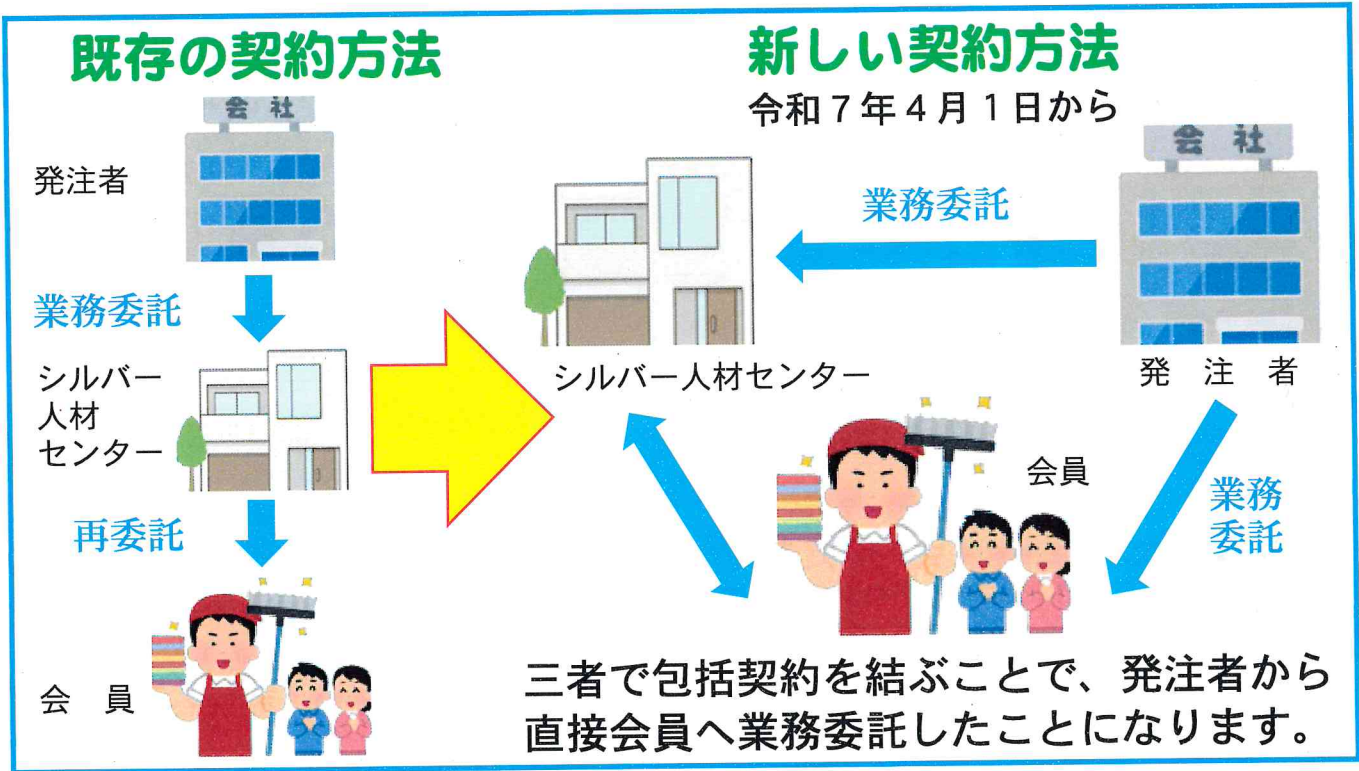 既存の契約方法
会社
発注者
業務委託
シルバー
人材
センター
再委託
会員
新しい契約方法
令和7年4月1日から
会社
業務委託
シルバー人材センター
発注者
会員
業務
委託
三者で包括契約を結ぶことで、発注者から
直接会員へ業務委託したことになります。